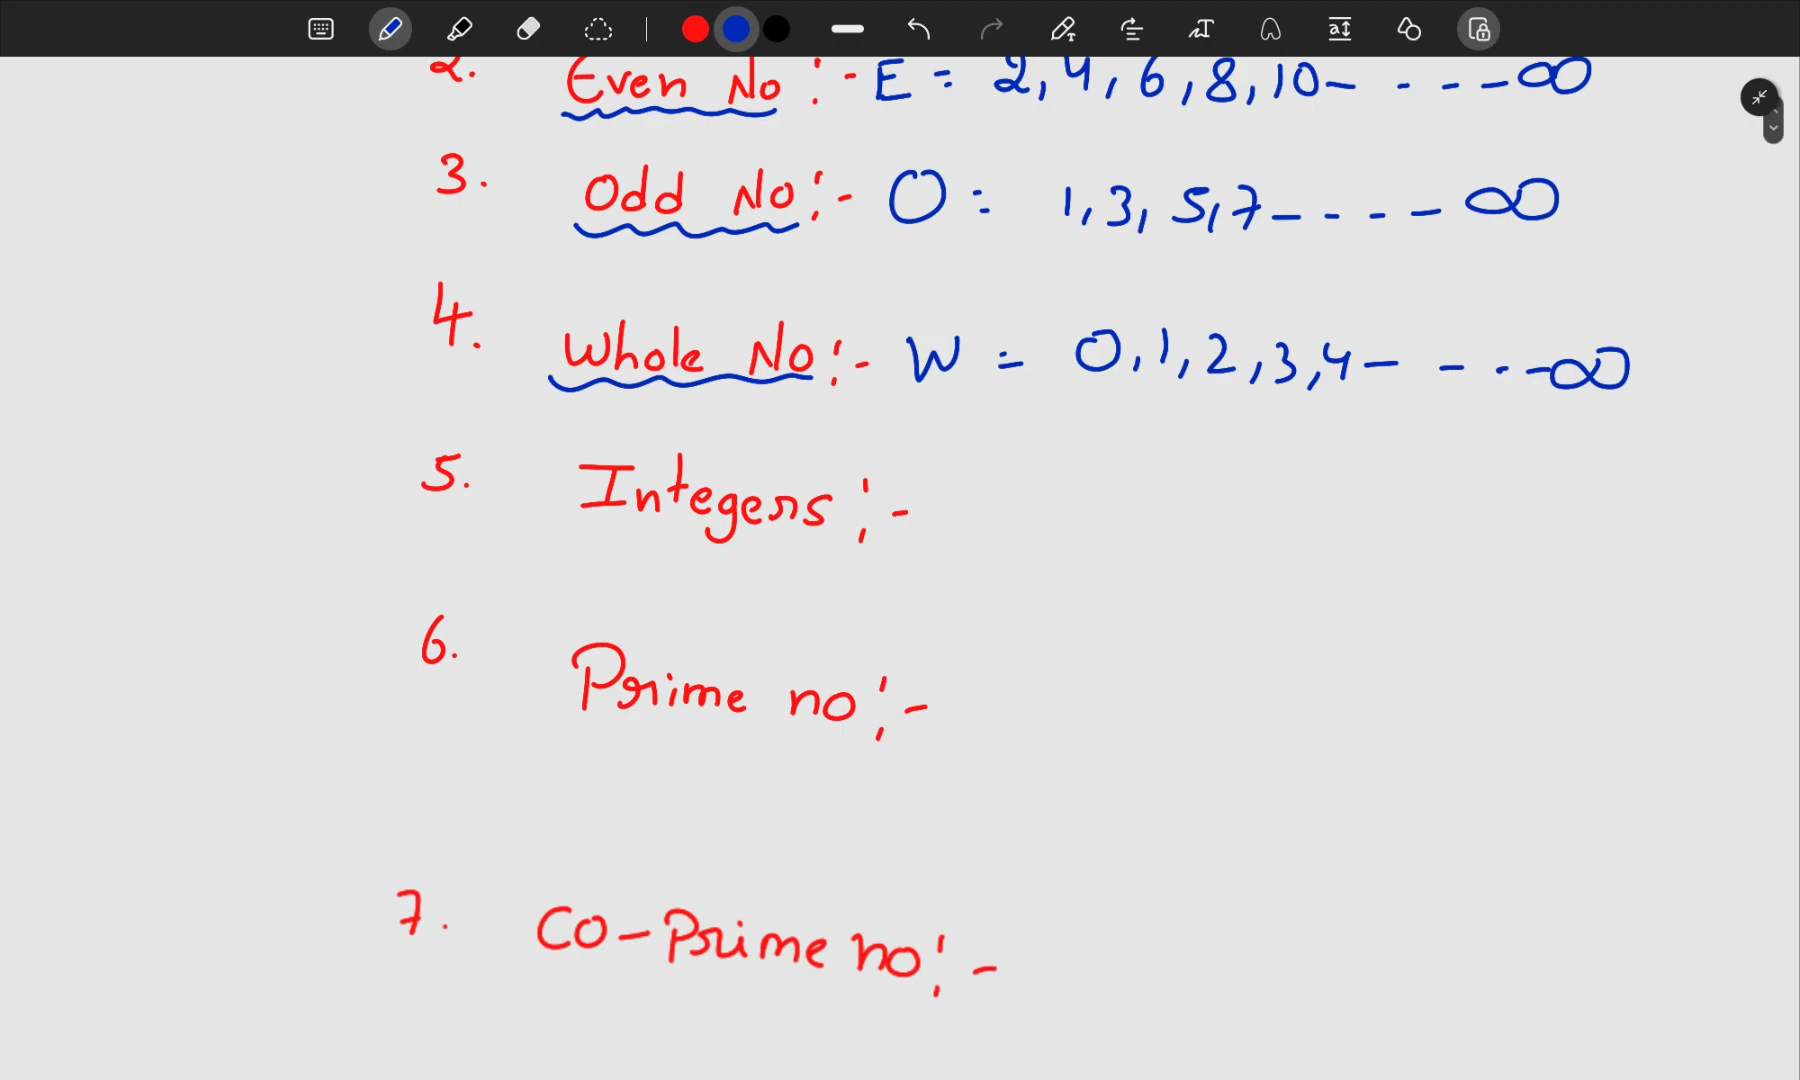 2. Even No:- E = 2, 4, 6, 8, 10- - - - -∞
3. Odd No:- O = 1, 3, 5, 7- - - - - ∞
4. Whole No:- W = 0, 1, 2, 3, 4- - - -∞
5. Integers:-
6. Prime no:-
7. Co-Prime no:-